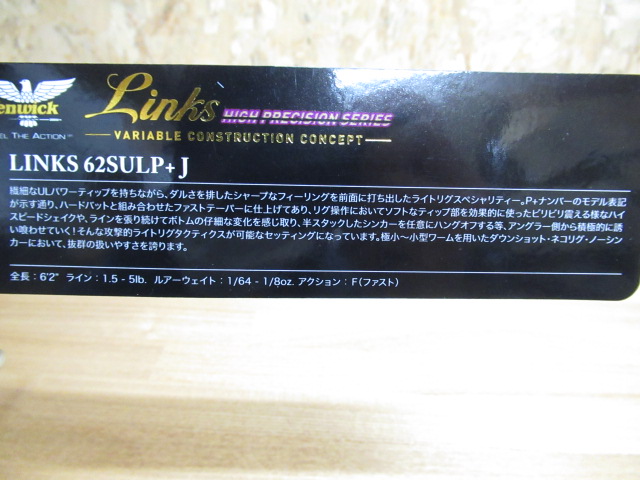 enwick
EL THE ACTION
Links HIGH PRECISION SERIES
VARIABLE CONSTRUCTION CONCEPT
LINKS 62SULP+J
繊細なULパワーティップを持ちながら、ダルさを排したシャープなフィーリングを前面に打ち出したライトリグスペシャリティー。P+ナンバーのモデル表記
が示す通り、ハードバットと組み合わせたファストテーパーに仕上げてあり、リグ操作においてソフトなティップ部を効果的に使ったピリピリ震える様なハイ
スピードシェイクや、ラインを張り続けてボトムの仔細な変化を感じ取り、半スタックしたシンカーを任意にハングオフする等、アングラー側から積極的に誘
い喰わせていく!そんな攻撃的ライトリグタクティクスが可能なセッティングになっています。極小〜小型ワームを用いたダウンショット・ネコリグ・ノーシン
カーにおいて、抜群の扱いやすさを誇ります。
全長:6'2" ライン:1.5 - 5lb. ルアーウェイト:1/64 - 1/8oz. アクション:F(ファスト)